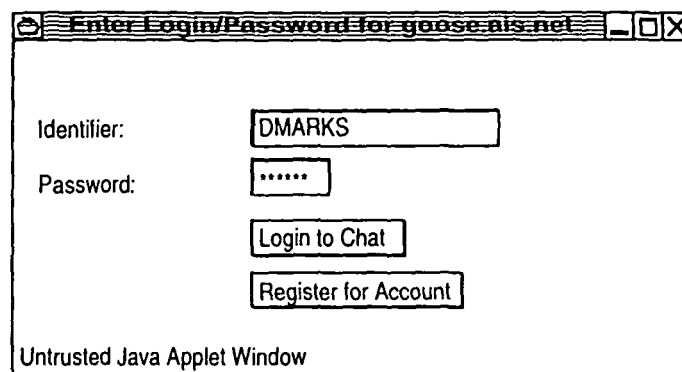 Enter Login/Password for goose.ais.net
Identifier: DMARKS
Password: ******
Login to Chat
Register for Account
Untrusted Java Applet Window